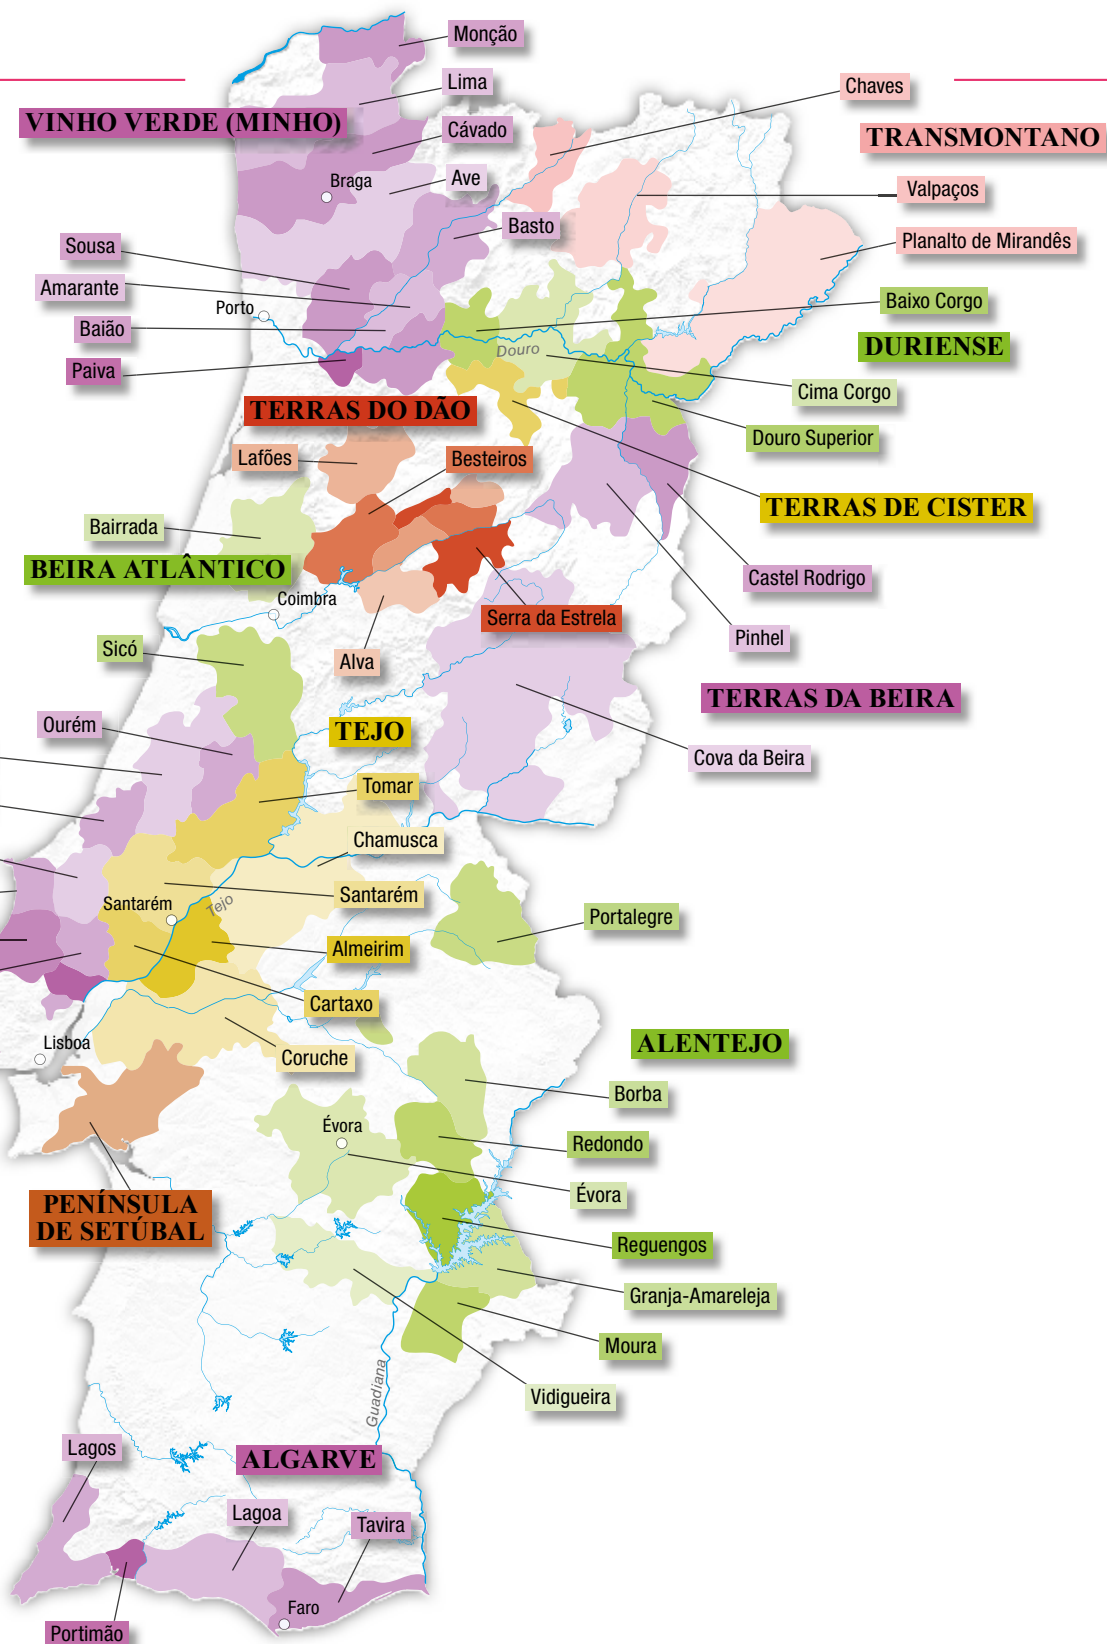 Monção
Lima
Chaves
VINHO VERDE (MINHO)
Cávado
TRANSMONTANO
Braga
Ave
Valpaços
Basto
Sousa
Planalto de Mirandês
Amarante
Baixo Corgo
Porto
Baião
DURIENSE
Douro
Paiva
Cima Corgo
TERRAS DO DÃO
Douro Superior
Lafões
Besteiros
TERRAS DE CISTER
Bairrada
BEIRA ATLÂNTICO
Castel Rodrigo
Coimbra
Serra da Estrela
Pinhel
Sicó
Alva
TERRAS DA BEIRA
Ourém
TEJO
Cova da Beira
Tomar
Chamusca
Santarém
Santarém
Tejo
Portalegre
Almeirim
Cartaxo
Lisboa
ALENTEJO
Coruche
Borba
Évora
Redondo
Évora
PENÍNSULA
DE SETÚBAL
Reguengos
Granja-Amareleja
Moura
Vidigueira
Guadiana
Lagos
ALGARVE
Lagoa
Tavira
Faro
Portimão